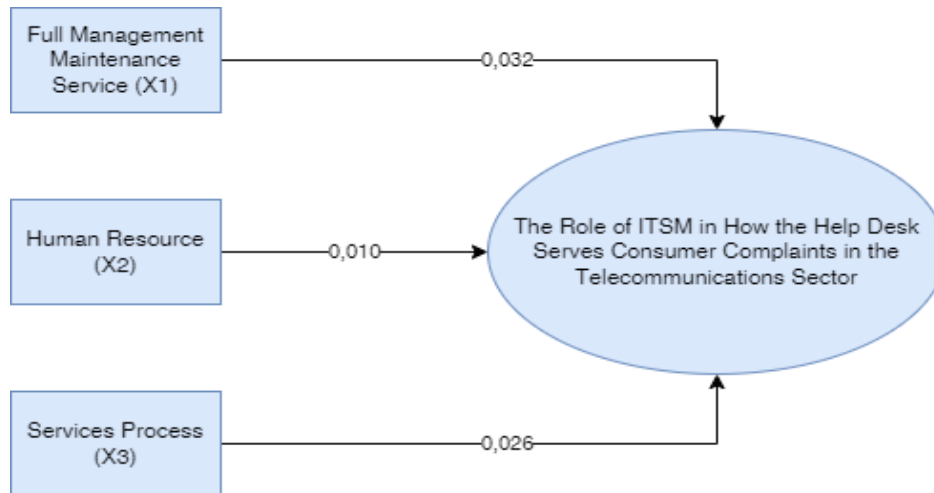 Full Management
Maintenance
Service (X1)
0,032
Human Resource
(X2)
0,010
The Role of ITSM in How the Help Desk
Serves Consumer Complaints in the
Telecommunications Sector
Services Process
(X3)
0,026